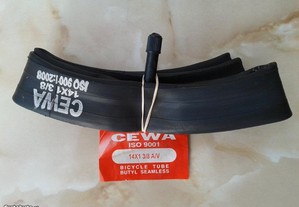 CEWA
14X1 3/8
ISO 9001:2008
CEWA
ISO 9001
14X1-3/8 A/V
BICYCLE TUBE
BUTYL SEAMLESS